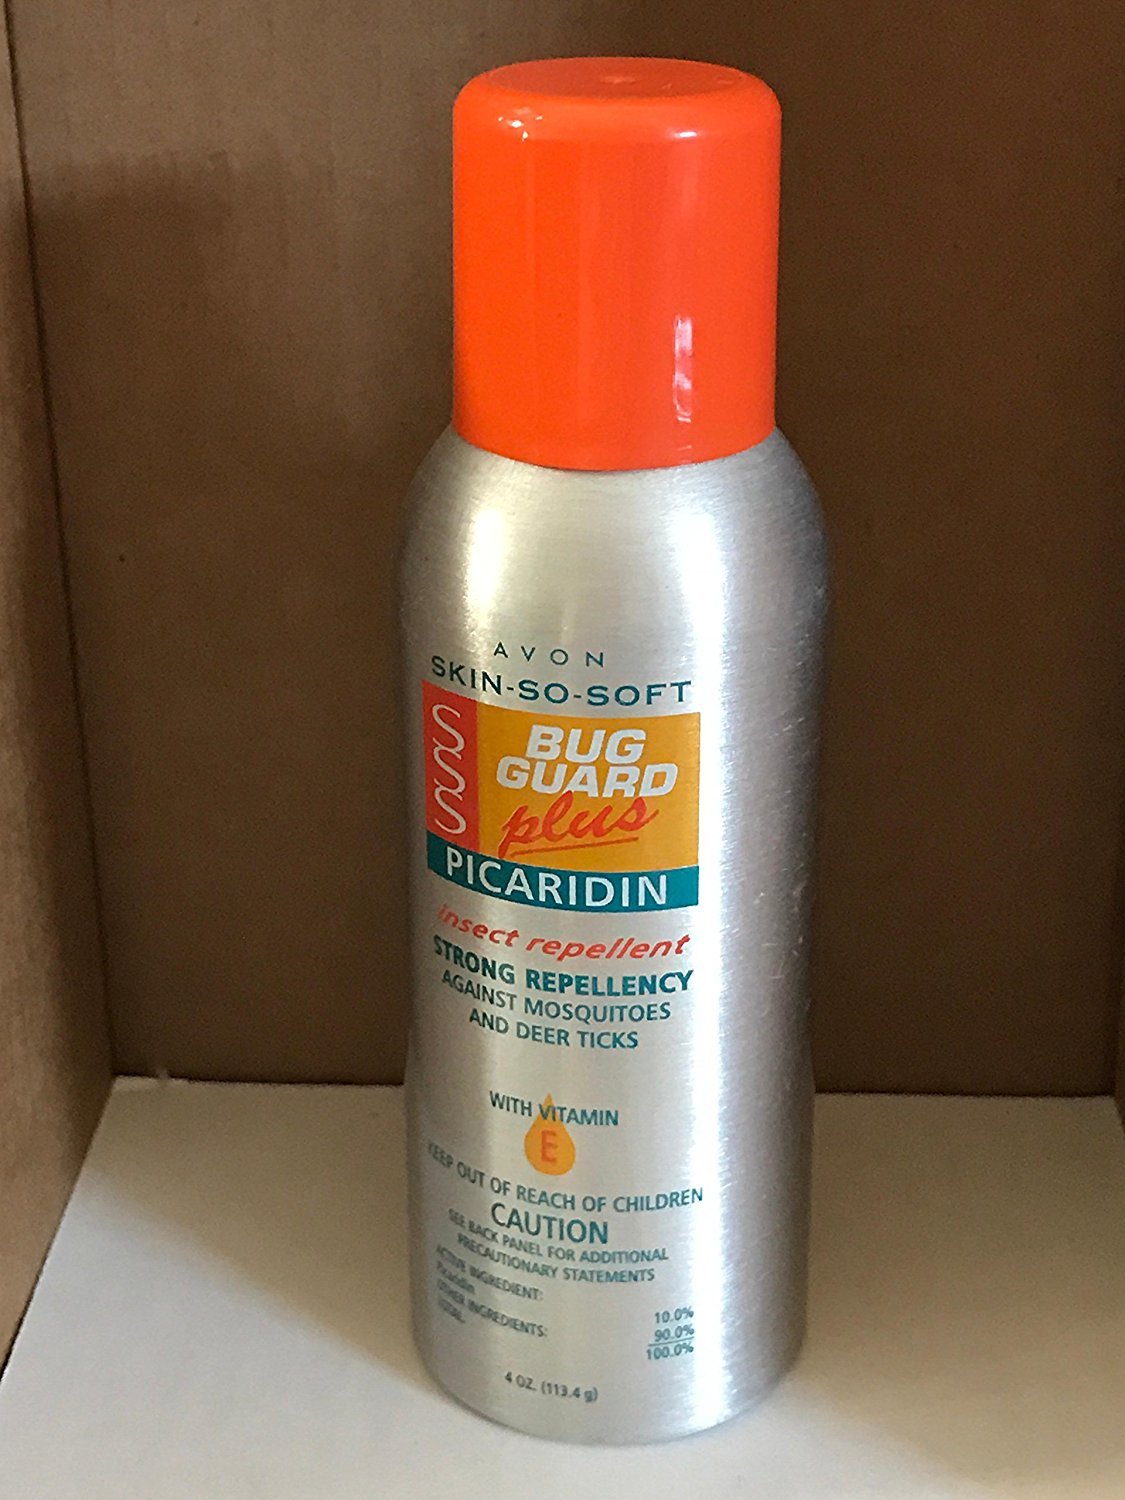 AVON
SKIN-SO-SOFT
SSS
BUG
GUARD
plus
PICARIDIN
insect repellent
STRONG REPELLENCY
AGAINST MOSQUITOES
AND DEER TICKS
WITH VITAMIN
E
KEEP OUT OF REACH OF CHILDREN
CAUTION
SEE BACK PANEL FOR ADDITIONAL
PRECAUTIONARY STATEMENTS
ACTIVE INGREDIENT:
Picaridin 10.0%
OTHER INGREDIENTS: 90.0%
TOTAL: 100.0%
4 OZ. (113.4 g)